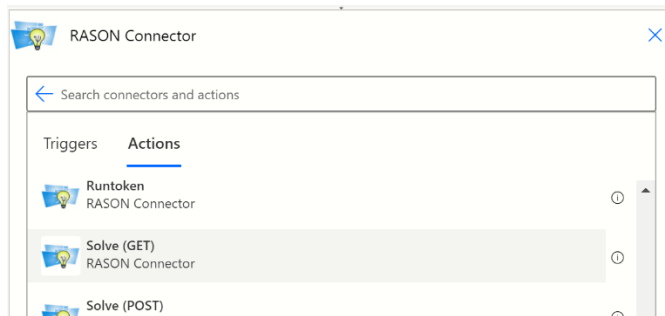 RASON Connector
Search connectors and actions
Triggers Actions
Runtoken
RASON Connector
Solve (GET)
RASON Connector
Solve (POST)